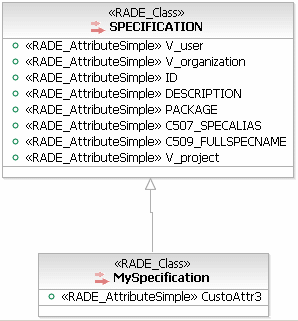 «RADE_Class»
SPECIFICATION
«RADE_AttributeSimple» V_user
«RADE_AttributeSimple» V_organization
«RADE_AttributeSimple» ID
«RADE_AttributeSimple» DESCRIPTION
«RADE_AttributeSimple» PACKAGE
«RADE_AttributeSimple» C507_SPECALIAS
«RADE_AttributeSimple» C509_FULLSPECNAME
«RADE_AttributeSimple» V_project
«RADE_Class»
MySpecification
«RADE_AttributeSimple» CustoAttr3